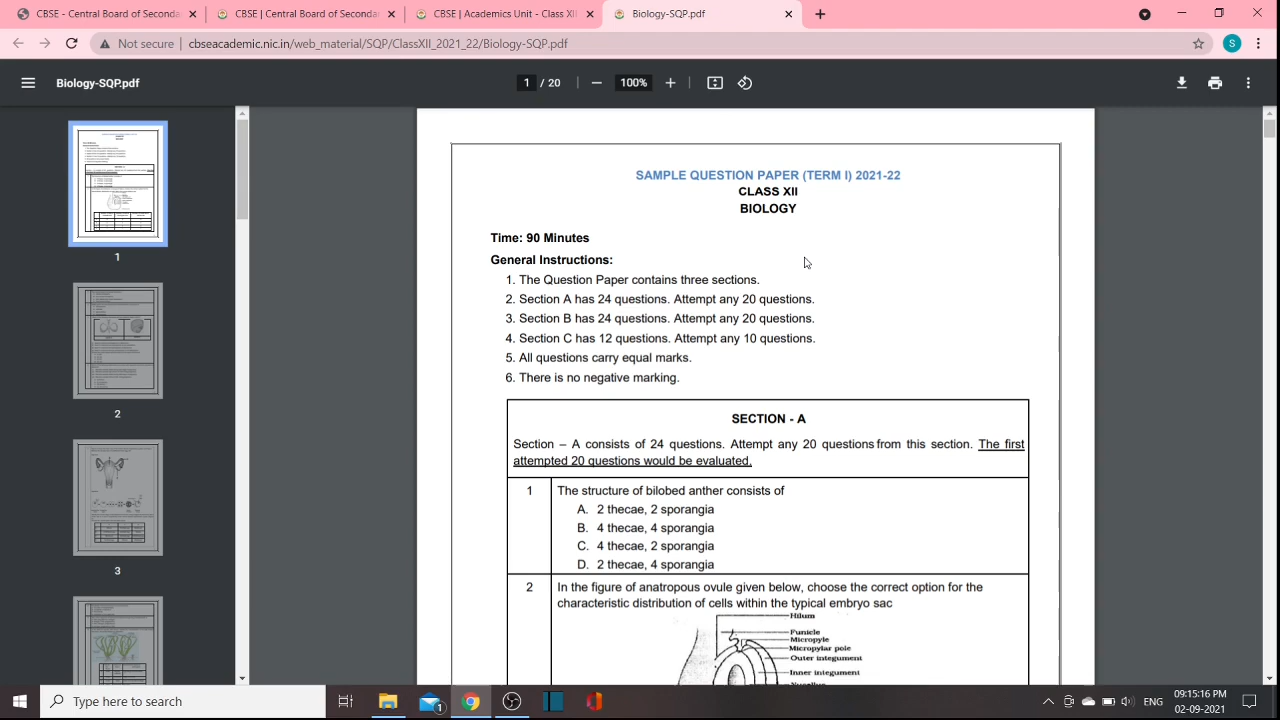 CBSE - Central Board of Seconda
CBSE | Central Board of Secondar
CBSE | Academics Unit - Class XII
Biology-SQP.pdf
Not secure | cbseacademic.nic.in/web_material/SQP/ClassXII_2021_22/Biology-SQP.pdf
S
Biology-SQP.pdf
1 / 20
100%
SAMPLE QUESTION PAPER (TERM I) 2021-22
CLASS XII
BIOLOGY
Time: 90 Minutes
General Instructions:
1. The Question Paper contains three sections.
2. Section A has 24 questions. Attempt any 20 questions.
3. Section B has 24 questions. Attempt any 20 questions.
4. Section C has 12 questions. Attempt any 10 questions.
5. All questions carry equal marks.
6. There is no negative marking.
SECTION - A
Section – A consists of 24 questions. Attempt any 20 questions from this section. The first
attempted 20 questions would be evaluated.
1 The structure of bilobed anther consists of
A. 2 thecae, 2 sporangia
B. 4 thecae, 4 sporangia
C. 4 thecae, 2 sporangia
D. 2 thecae, 4 sporangia
2 In the figure of anatropous ovule given below, choose the correct option for the
characteristic distribution of cells within the typical embryo sac
Hilum
Funicle
Micropyle
Micropylar pole
Outer integument
Inner integument
1
2
3
Type here to search
1
ENG
09:15:16 PM
02-09-2021